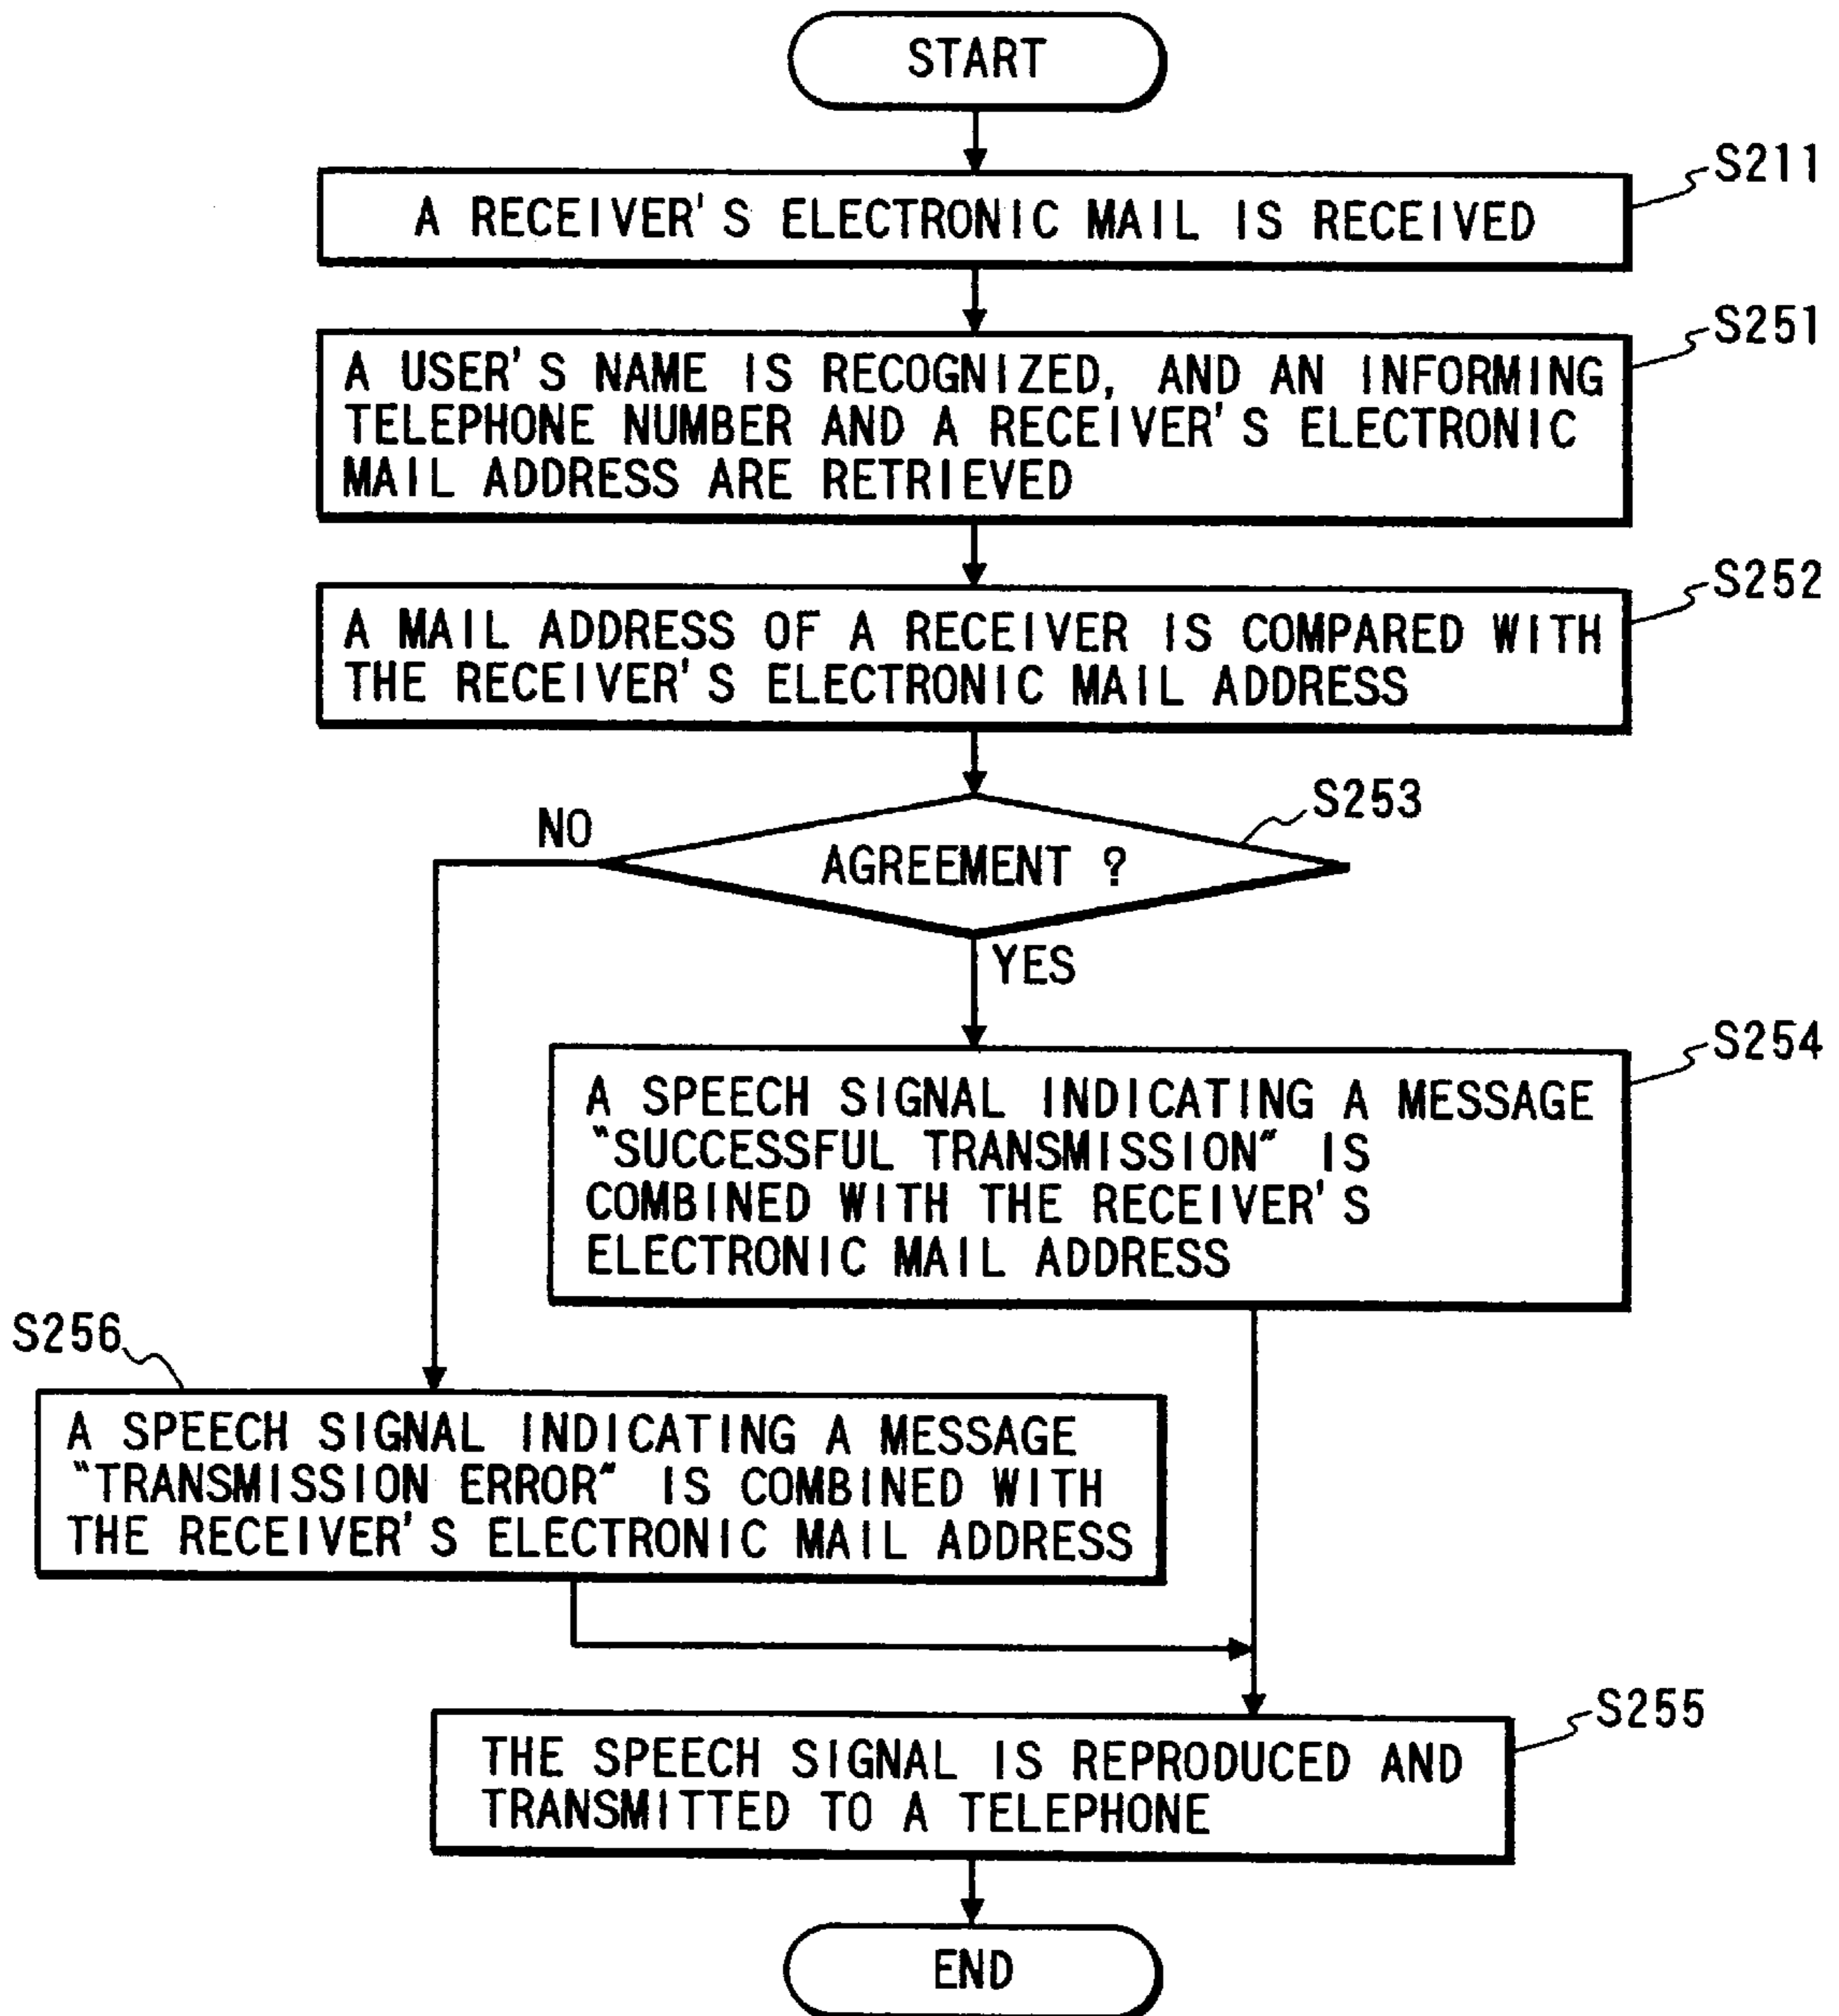 START
S211
A RECEIVER'S ELECTRONIC MAIL IS RECEIVED
S251
A USER'S NAME IS RECOGNIZED, AND AN INFORMING
TELEPHONE NUMBER AND A RECEIVER'S ELECTRONIC
MAIL ADDRESS ARE RETRIEVED
S252
A MAIL ADDRESS OF A RECEIVER IS COMPARED WITH
THE RECEIVER'S ELECTRONIC MAIL ADDRESS
S253
NO
AGREEMENT ?
YES
S254
A SPEECH SIGNAL INDICATING A MESSAGE
"SUCCESSFUL TRANSMISSION" IS
COMBINED WITH THE RECEIVER'S
ELECTRONIC MAIL ADDRESS
S256
A SPEECH SIGNAL INDICATING A MESSAGE
"TRANSMISSION ERROR" IS COMBINED WITH
THE RECEIVER'S ELECTRONIC MAIL ADDRESS
S255
THE SPEECH SIGNAL IS REPRODUCED AND
TRANSMITTED TO A TELEPHONE
END